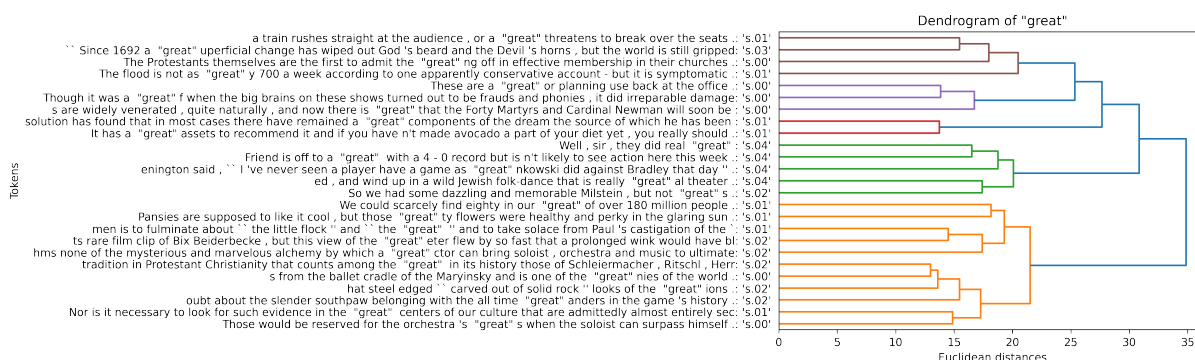 Dendrogram of "great"
a train rushes straight at the audience , or a "great" threatens to break over the seats .: 's.01'
`` Since 1692 a "great" uperficial change has wiped out God 's beard and the Devil 's horns , but the world is still gripped: 's.03'
The Protestants themselves are the first to admit the "great" ng off in effective membership in their churches .: 's.00'
The flood is not as "great" y 700 a week according to one apparently conservative account - but it is symptomatic .: 's.01'
These are a "great" or planning use back at the office .: 's.00'
Though it was a "great" f when the big brains on these shows turned out to be frauds and phonies , it did irreparable damage: 's.00'
s are widely venerated , quite naturally , and now there is "great" that the Forty Martyrs and Cardinal Newman will soon be : 's.00'
solution has found that in most cases there have remained a "great" components of the dream the source of which he has been : 's.01'
It has a "great" assets to recommend it and if you have n't made avocado a part of your diet yet , you really should .: 's.01'
Well , sir , they did real "great" : 's.04'
Friend is off to a "great" with a 4 - 0 record but is n't likely to see action here this week .: 's.04'
enington said , `` I 've never seen a player have a game as "great" nkowski did against Bradley that day '' .: 's.04'
ed , and wind up in a wild Jewish folk-dance that is really "great" al theater .: 's.04'
So we had some dazzling and memorable Milstein , but not "great" s .: 's.02'
We could scarcely find eighty in our "great" of over 180 million people .: 's.01'
Pansies are supposed to like it cool , but those "great" ty flowers were healthy and perky in the glaring sun .: 's.01'
men is to fulminate about `` the little flock '' and `` the "great" '' and to take solace from Paul 's castigation of the `: 's.01'
ts rare film clip of Bix Beiderbecke , but this view of the "great" eter flew by so fast that a prolonged wink would have bl: 's.02'
hms none of the mysterious and marvelous alchemy by which a "great" ctor can bring soloist , orchestra and music to ultimate: 's.02'
tradition in Protestant Christianity that counts among the "great" in its history those of Schleiermacher , Ritschl , Herr: 's.02'
s from the ballet cradle of the Maryinsky and is one of the "great" nies of the world .: 's.00'
hat steel edged `` carved out of solid rock '' looks of the "great" ions .: 's.02'
oubt about the slender southpaw belonging with the all time "great" anders in the game 's history .: 's.02'
Nor is it necessary to look for such evidence in the "great" centers of our culture that are admittedly almost entirely sec: 's.01'
Those would be reserved for the orchestra 's "great" s when the soloist can surpass himself .: 's.00'
Tokens
0 5 10 15 20 25 30 35
Euclidean distances